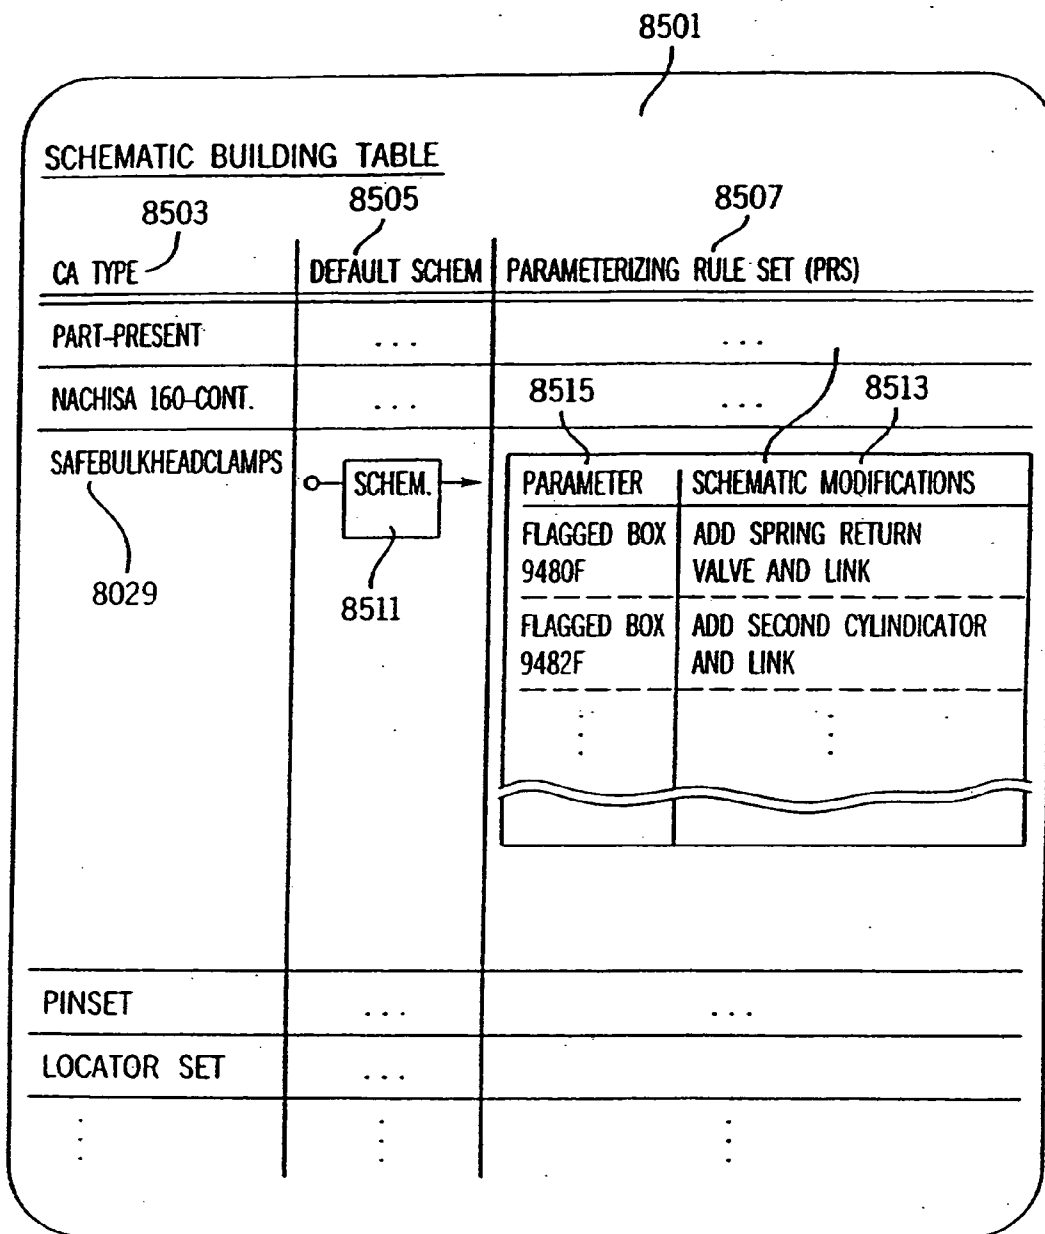 8501
SCHEMATIC BUILDING TABLE
8503 8505 8507
CA TYPE DEFAULT SCHEM PARAMETERIZING RULE SET (PRS)
PART-PRESENT ... ...
NACHISA 160-CONT. ... ...
8515 8513
SAFEBULKHEADCLAMPS SCHEM. PARAMETER SCHEMATIC MODIFICATIONS
8029 8511
FLAGGED BOX ADD SPRING RETURN
9480F VALVE AND LINK
FLAGGED BOX ADD SECOND CYLINDICATOR
9482F AND LINK
PINSET ... ...
LOCATOR SET ...